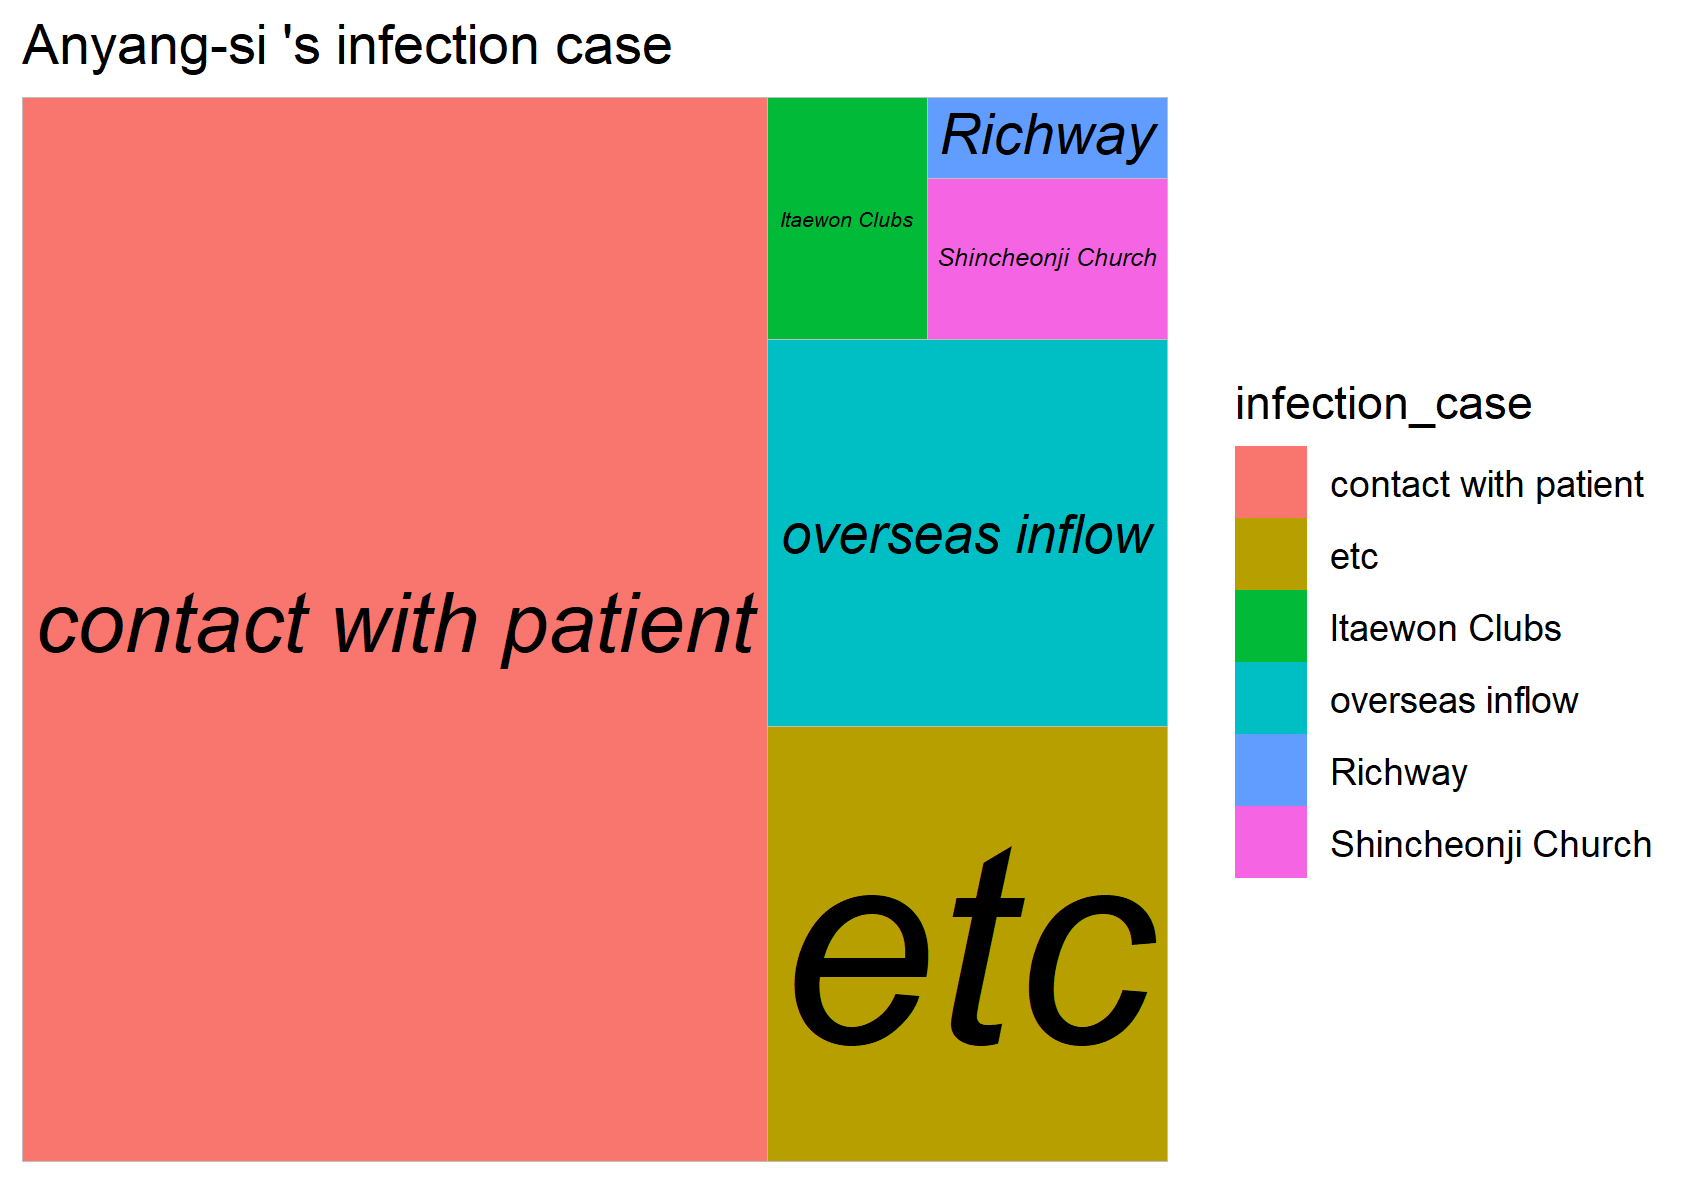 Anyang-si 's infection case
contact with patient
Itaewon Clubs
Richway
Shincheonji Church
overseas inflow
etc
infection_case
contact with patient
etc
Itaewon Clubs
overseas inflow
Richway
Shincheonji Church